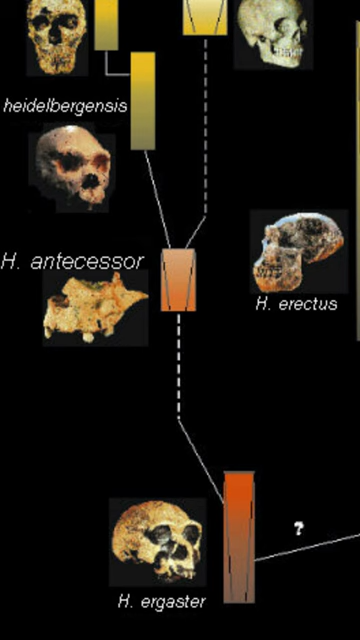 heidelbergensis
H. antecessor
H. erectus
?
H. ergaster